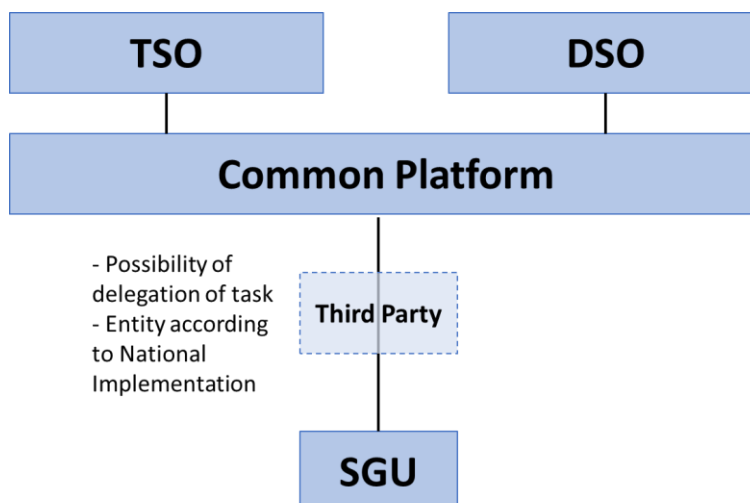 TSO
DSO
Common Platform
- Possibility of
delegation of task
- Entity according
to National
Implementation
Third Party
SGU